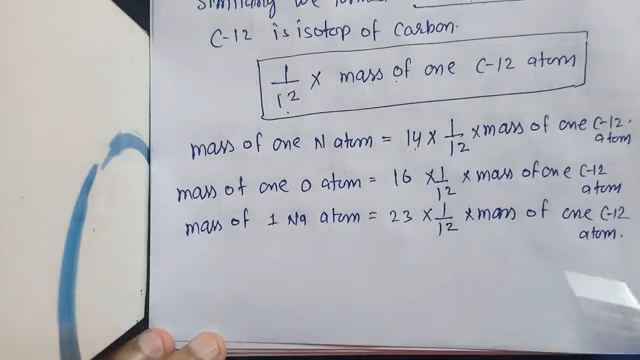 Similarly we
C-12 is isotop of carbon.
1/12 × mass of one C-12 atom
mass of one N atom = 14 × 1/12 × mass of one C-12 atom
mass of one O atom = 16 × 1/12 × mass of one C-12 atom
mass of 1 Na atom = 23 × 1/12 × mass of one C-12 atom.